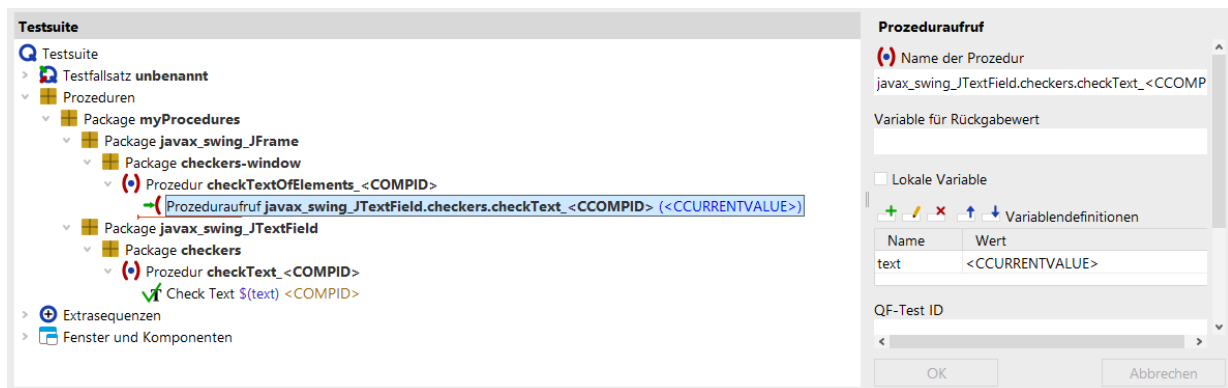 Testsuite
Testsuite
Testfallsatz unbenannt
Prozeduren
Package myProcedures
Package javax_swing_JFrame
Package checkers-window
Prozedur checkTextOfElements_<COMPID>
Prozeduraufruf javax_swing_JTextField.checkers.checkText_<CCOMPID> (<CCURRENTVALUE>)
Package javax_swing_JTextField
Package checkers
Prozedur checkText_<COMPID>
Check Text $(text) <COMPID>
Extrasequenzen
Fenster und Komponenten
Prozeduraufruf
Name der Prozedur
javax_swing_JTextField.checkers.checkText_<CCOMP
Variable für Rückgabewert
Lokale Variable
Variablendefinitionen
Name Wert
text <CCURRENTVALUE>
QF-Test ID
OK Abbrechen